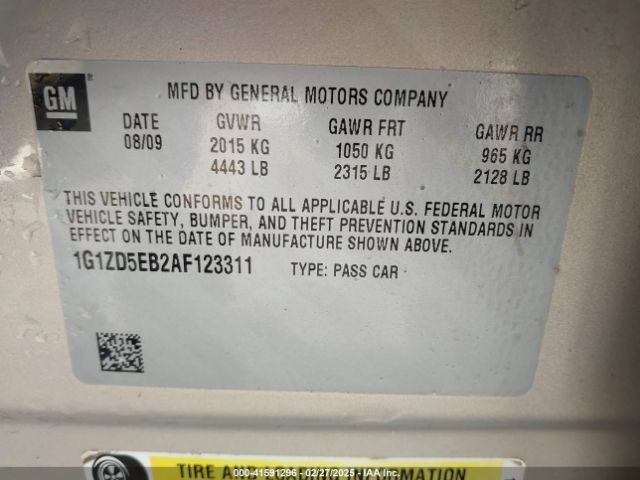 GM
MFD BY GENERAL MOTORS COMPANY
DATE GVWR GAWR FRT GAWR RR
08/09 2015 KG 1050 KG 965 KG
4443 LB 2315 LB 2128 LB
THIS VEHICLE CONFORMS TO ALL APPLICABLE U.S. FEDERAL MOTOR
VEHICLE SAFETY, BUMPER, AND THEFT PREVENTION STANDARDS IN
EFFECT ON THE DATE OF MANUFACTURE SHOWN ABOVE.
1G1ZD5EB2AF123311 TYPE: PASS CAR
TIRE AND LOADING INFORMATION
000-41591296 - 02/27/2025 - IAA Inc.